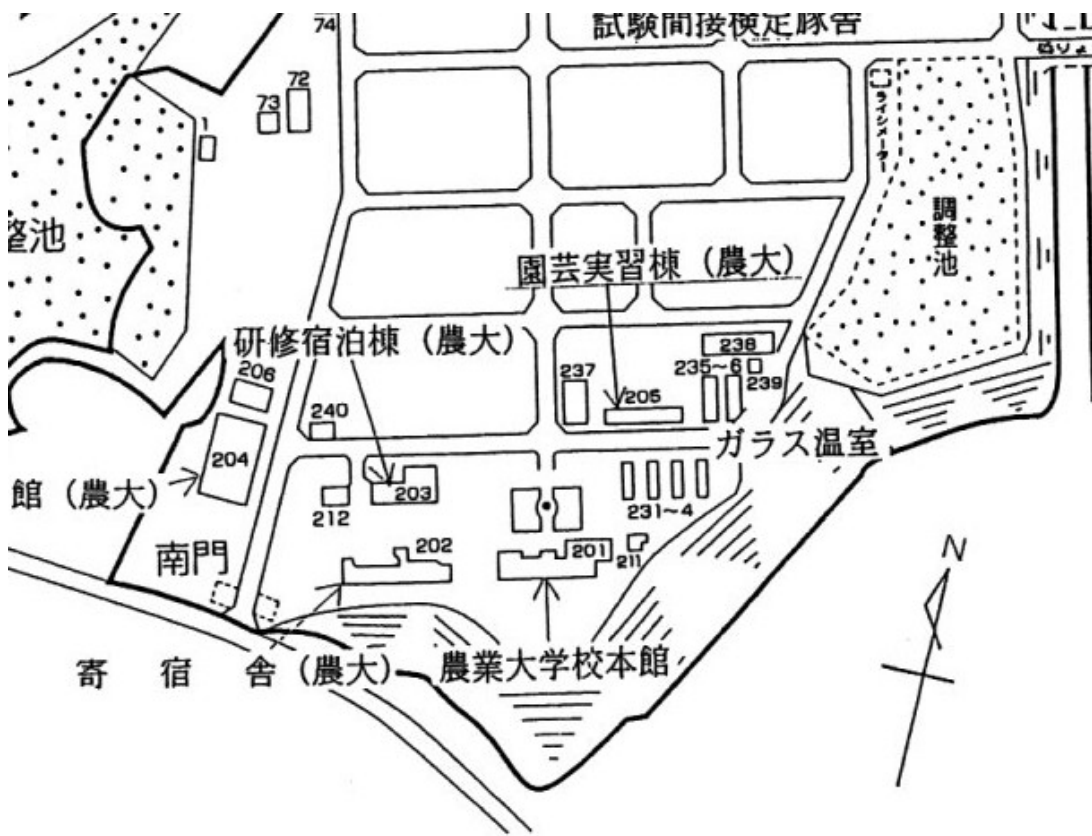 試験間接検定豚舎
74
72
73
ライシメーター
調整池
整池
園芸実習棟（農大）
研修宿泊棟（農大）
238
235～6
239
237
205
206
240
ガラス温室
204
203
館（農大）
212
231～4
南門
202
201
211
寄宿舎（農大）
農業大学校本館
N